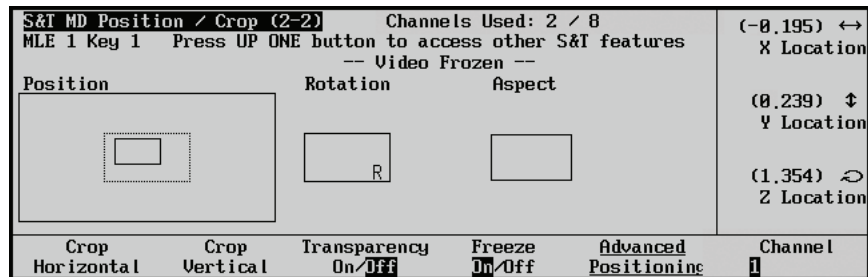 S&T MD Position / Crop (2-2) Channels Used: 2 / 8
MLE 1 Key 1 Press UP ONE button to access other S&T features
-- Video Frozen --
Position Rotation Aspect
R
(-0.195) ↔
X Location
(0.239) ↕
Y Location
(1.354)
Z Location
Crop Horizontal
Crop Vertical
Transparency On/Off
Freeze On/Off
Advanced Positioning
Channel 1